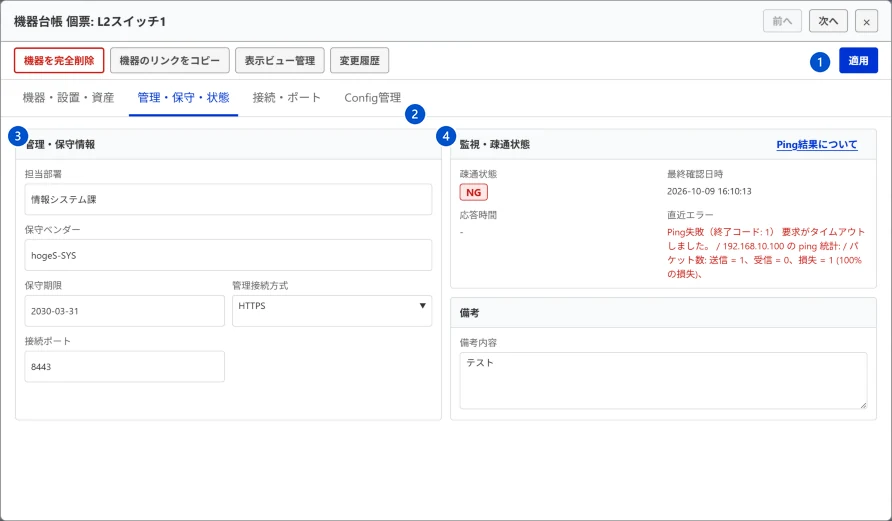 機器台帳 個票: L2スイッチ1
前へ 次へ ×
機器を完全削除 機器のリンクをコピー 表示ビュー管理 変更履歴 1 適用
機器・設置・資産 管理・保守・状態 接続・ポート Config管理
2
3 管理・保守情報
担当部署
情報システム課
保守ベンダー
hogeS-SYS
保守期限 管理接続方式
2030-03-31 HTTPS ▼
接続ポート
8443
4 監視・疎通状態 Ping結果について
疎通状態 最終確認日時
NG 2026-10-09 16:10:13
応答時間 直近エラー
- Ping失敗（終了コード: 1） 要求がタイムアウト
しました。 / 192.168.10.100 の ping 統計: / パ
ケット数: 送信 = 1、受信 = 0、損失 = 1 (100%
の損失)、
備考
備考内容
テスト